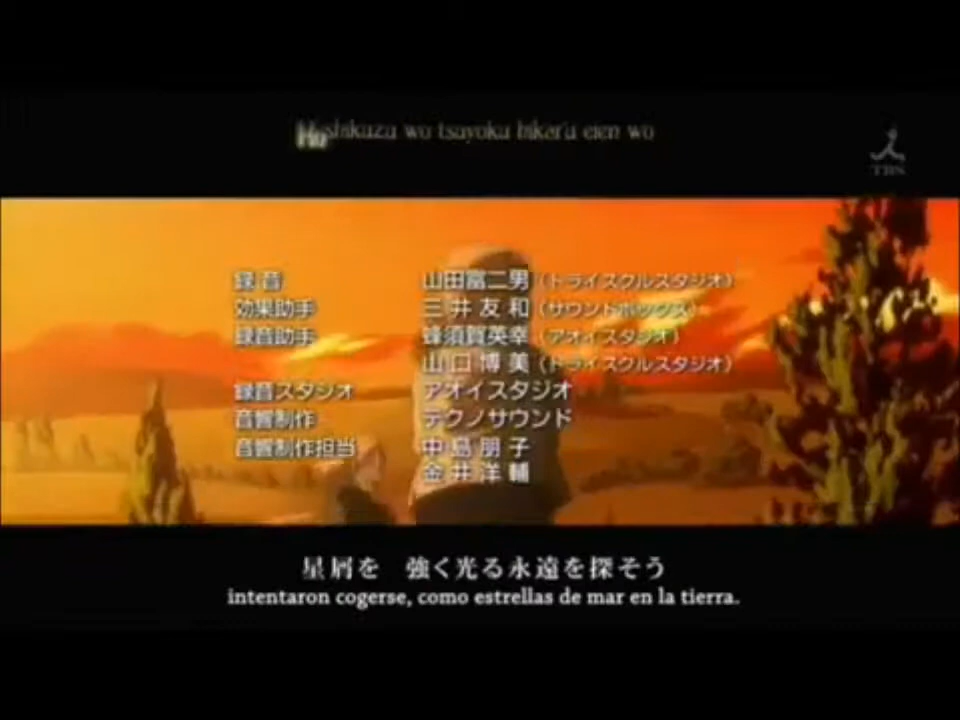 Hoshikuzu wo tsuyoku hikaru eien wo
TBS
録音 山田富二男（トライスクルスタジオ）
効果助手 三井友和（サウンドボックス）
録音助手 蜂須賀英幸（アオイスタジオ）
山口博美（トライスクルスタジオ）
録音スタジオ アオイスタジオ
音響制作 テクノサウンド
音響制作担当 中島朋子
金井洋輔
星屑を 強く光る永遠を探そう
intentaron cogerse, como estrellas de mar en la tierra.